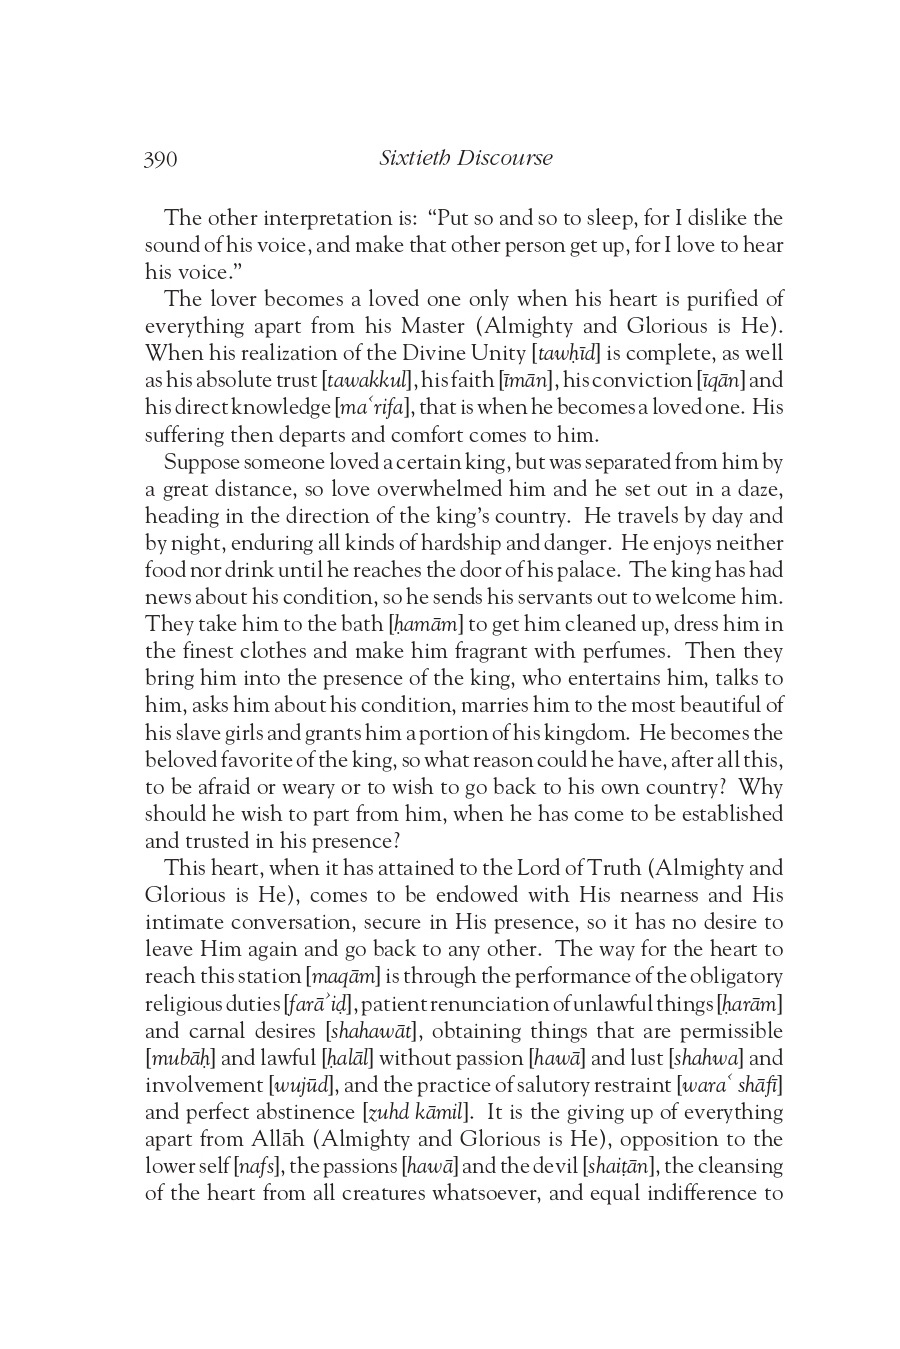 390
Sixtieth Discourse
The other interpretation is: “Put so and so to sleep, for I dislike the
sound of his voice, and make that other person get up, for I love to hear
his voice.”
The lover becomes a loved one only when his heart is purified of
everything apart from his Master (Almighty and Glorious is He).
When his realization of the Divine Unity [tawḥīd] is complete, as well
as his absolute trust [tawakkul], his faith [īmān], his conviction [īqān] and
his direct knowledge [maʿrifa], that is when he becomes a loved one. His
suffering then departs and comfort comes to him.
Suppose someone loved a certain king, but was separated from him by
a great distance, so love overwhelmed him and he set out in a daze,
heading in the direction of the king’s country. He travels by day and
by night, enduring all kinds of hardship and danger. He enjoys neither
food nor drink until he reaches the door of his palace. The king has had
news about his condition, so he sends his servants out to welcome him.
They take him to the bath [ḥamām] to get him cleaned up, dress him in
the finest clothes and make him fragrant with perfumes. Then they
bring him into the presence of the king, who entertains him, talks to
him, asks him about his condition, marries him to the most beautiful of
his slave girls and grants him a portion of his kingdom. He becomes the
beloved favorite of the king, so what reason could he have, after all this,
to be afraid or weary or to wish to go back to his own country? Why
should he wish to part from him, when he has come to be established
and trusted in his presence?
This heart, when it has attained to the Lord of Truth (Almighty and
Glorious is He), comes to be endowed with His nearness and His
intimate conversation, secure in His presence, so it has no desire to
leave Him again and go back to any other. The way for the heart to
reach this station [maqām] is through the performance of the obligatory
religious duties [farāʾiḍ], patient renunciation of unlawful things [ḥarām]
and carnal desires [shahawāt], obtaining things that are permissible
[mubāḥ] and lawful [ḥalāl] without passion [hawā] and lust [shahwa] and
involvement [wujūd], and the practice of salutory restraint [waraʿ shāfī]
and perfect abstinence [zuhd kāmil]. It is the giving up of everything
apart from Allāh (Almighty and Glorious is He), opposition to the
lower self [nafs], the passions [hawā] and the devil [shaiṭān], the cleansing
of the heart from all creatures whatsoever, and equal indifference to